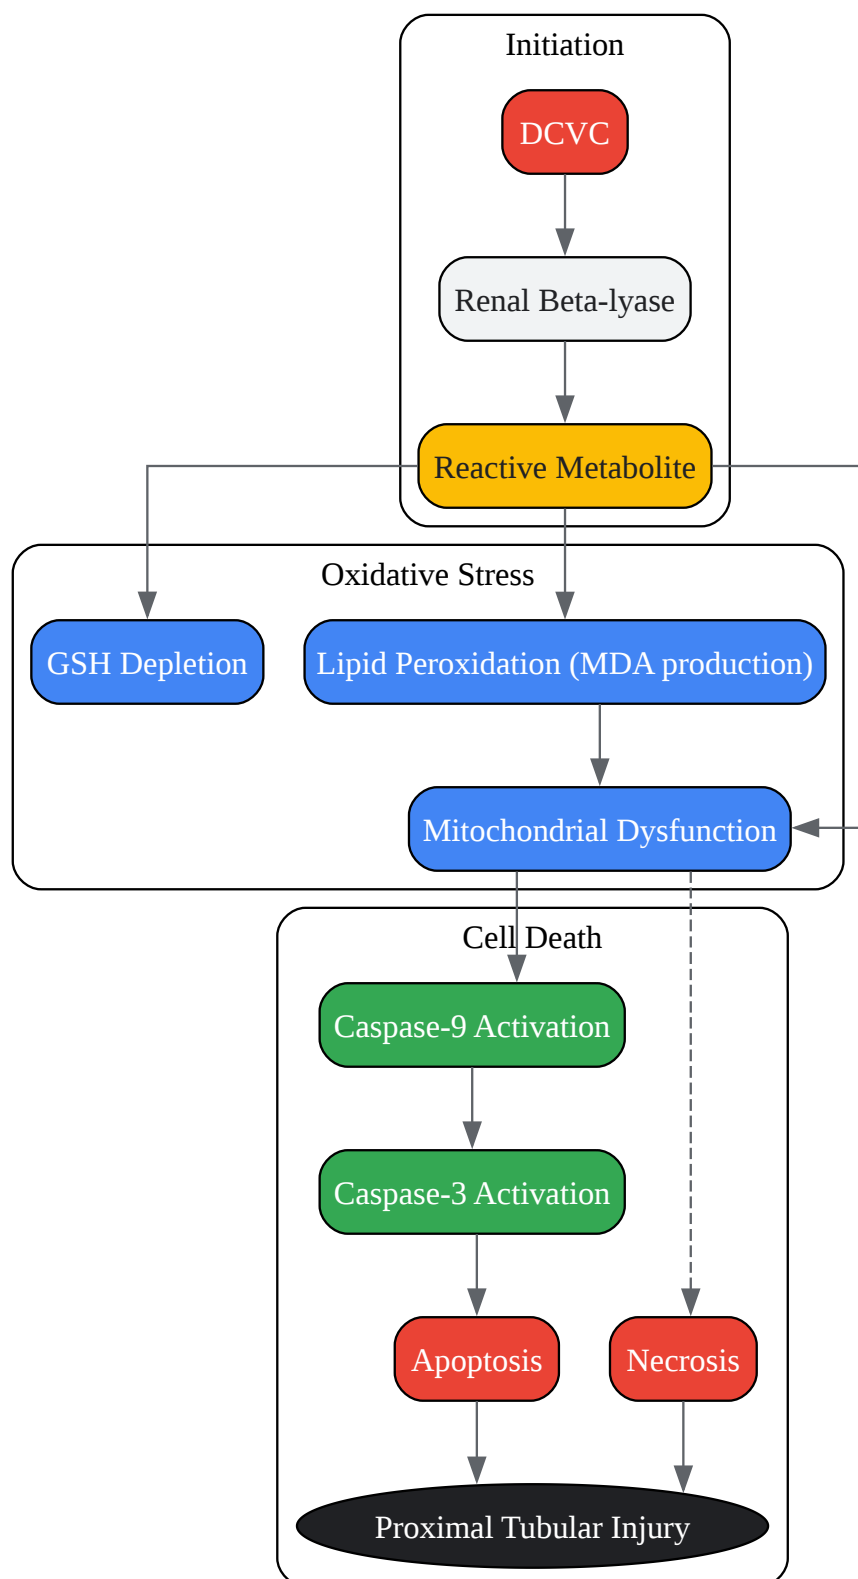 Initiation
DCVC
Renal Beta-lyase
Reactive Metabolite
Oxidative Stress
GSH Depletion
Lipid Peroxidation (MDA production)
Mitochondrial Dysfunction
Cell Death
Caspase-9 Activation
Caspase-3 Activation
Apoptosis
Necrosis
Proximal Tubular Injury